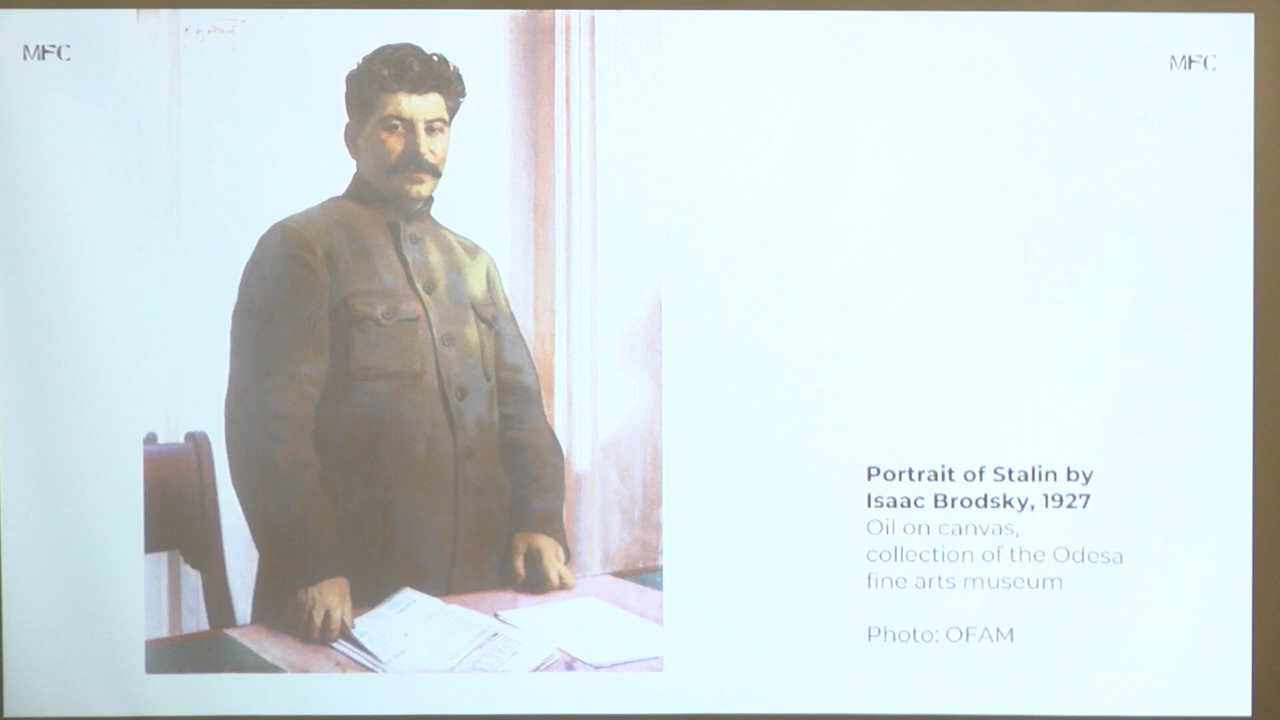 MFC
MFC
Portrait of Stalin by
Isaac Brodsky, 1927
Oil on canvas,
collection of the Odesa
fine arts museum
Photo: OFAM